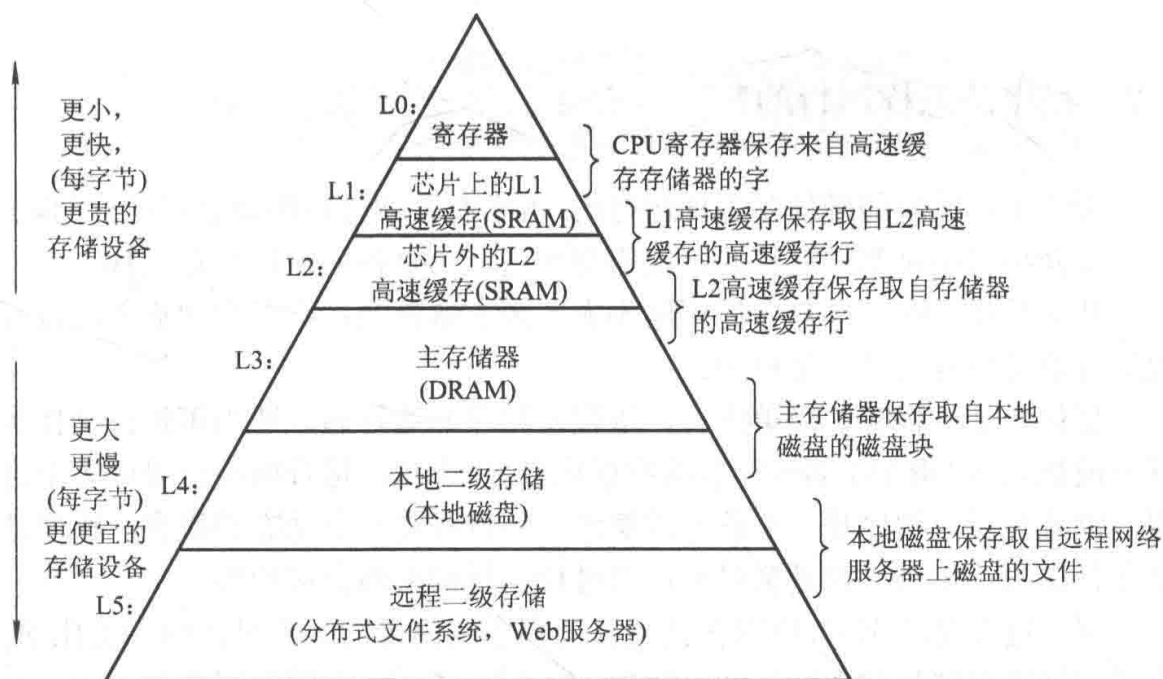 更小，
更快，
(每字节)
更贵的
存储设备
更大
更慢
(每字节)
更便宜的
存储设备
L0：
寄存器
L1：
芯片上的L1
高速缓存(SRAM)
L2：
芯片外的L2
高速缓存(SRAM)
L3：
主存储器
(DRAM)
L4：
本地二级存储
(本地磁盘)
L5：
远程二级存储
(分布式文件系统，Web服务器)
CPU寄存器保存来自高速缓
存存储器的字
L1高速缓存保存取自L2高速
缓存的高速缓存行
L2高速缓存保存取自存储器
的高速缓存行
主存储器保存取自本地
磁盘的磁盘块
本地磁盘保存取自远程网络
服务器上磁盘的文件